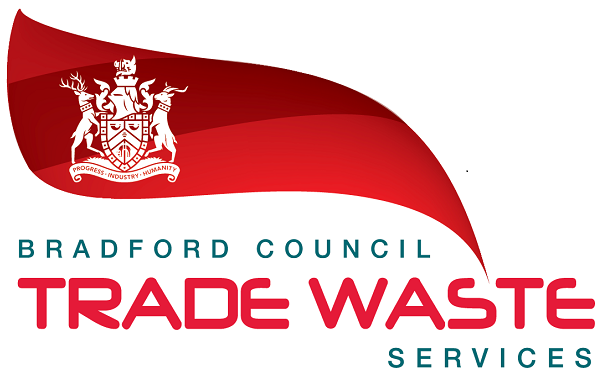 PROGRESS · INDUSTRY · HUMANITY
BRADFORD COUNCIL
TRADE WASTE
SERVICES